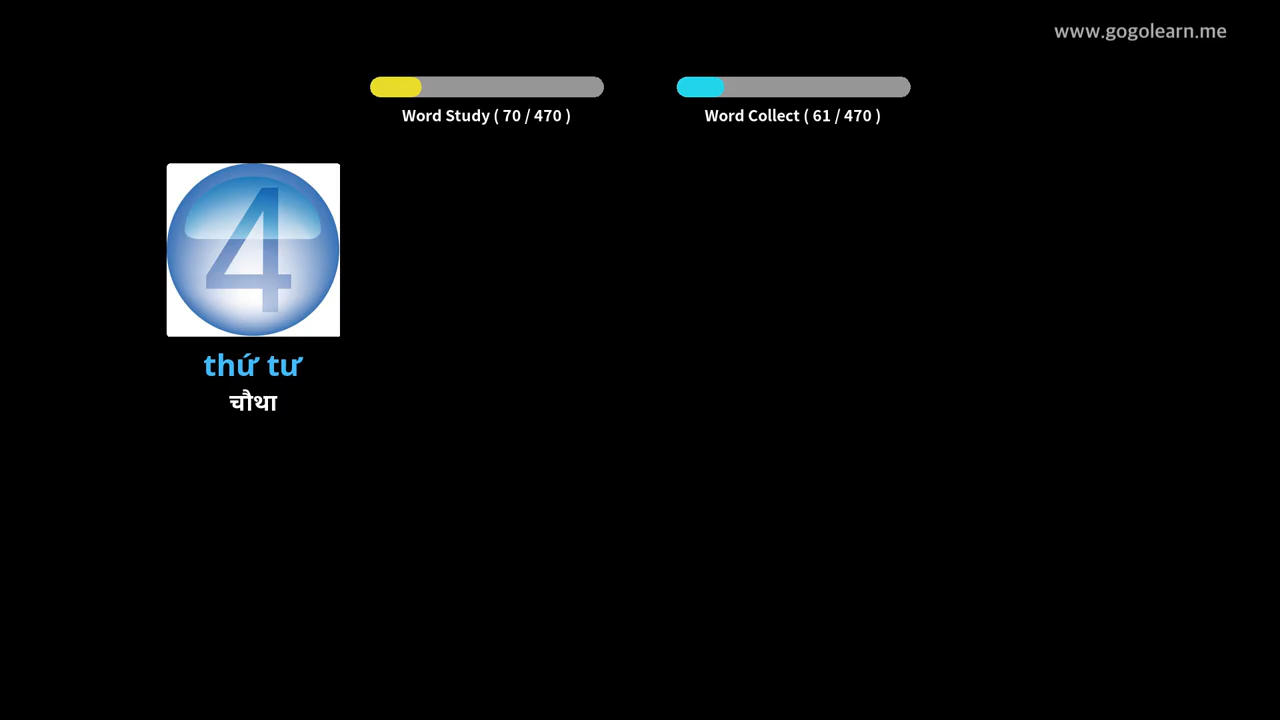 www.gogolearn.me
Word Study ( 70 / 470 )
Word Collect ( 61 / 470 )
4
thứ tư
चौथा